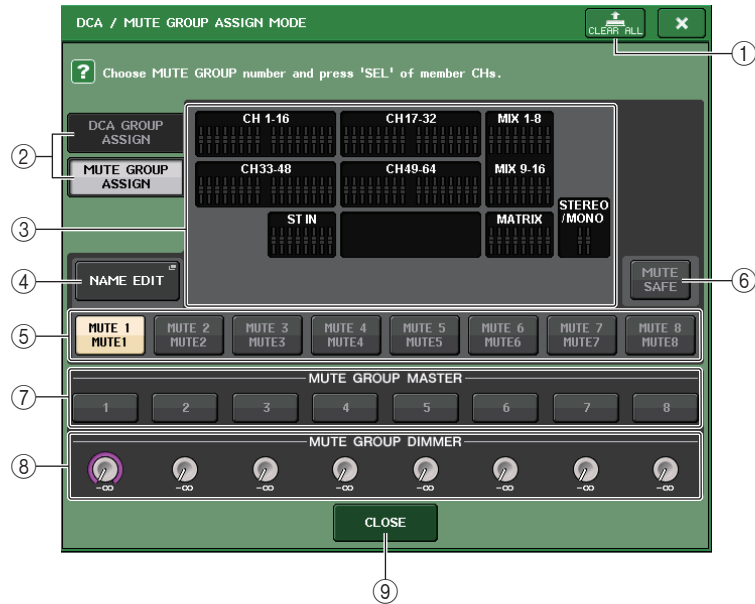 DCA / MUTE GROUP ASSIGN MODE
CLEAR ALL
①
? Choose MUTE GROUP number and press 'SEL' of member CHs.
②
DCA GROUP
ASSIGN
MUTE GROUP
ASSIGN
③
CH 1-16
CH17-32
MIX 1-8
CH33-48
CH49-64
MIX 9-16
ST IN
MATRIX
STEREO
/MONO
④
NAME EDIT
MUTE
SAFE
⑥
⑤
MUTE 1
MUTE1
MUTE 2
MUTE2
MUTE 3
MUTE3
MUTE 4
MUTE4
MUTE 5
MUTE5
MUTE 6
MUTE6
MUTE 7
MUTE7
MUTE 8
MUTE8
⑦
MUTE GROUP MASTER
1 2 3 4 5 6 7 8
⑧
MUTE GROUP DIMMER
-∞ -∞ -∞ -∞ -∞ -∞ -∞ -∞
CLOSE
⑨